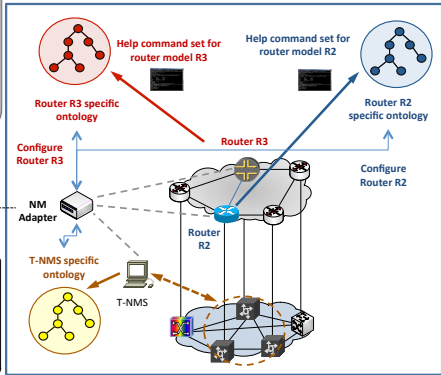 Help command set for
router model R3
Help command set for
router model R2
Router R3 specific
ontology
Router R2
specific ontology
Router R3
Configure
Router R3
Configure
Router R2
NM
Adapter
Router
R2
T-NMS specific
ontology
T-NMS